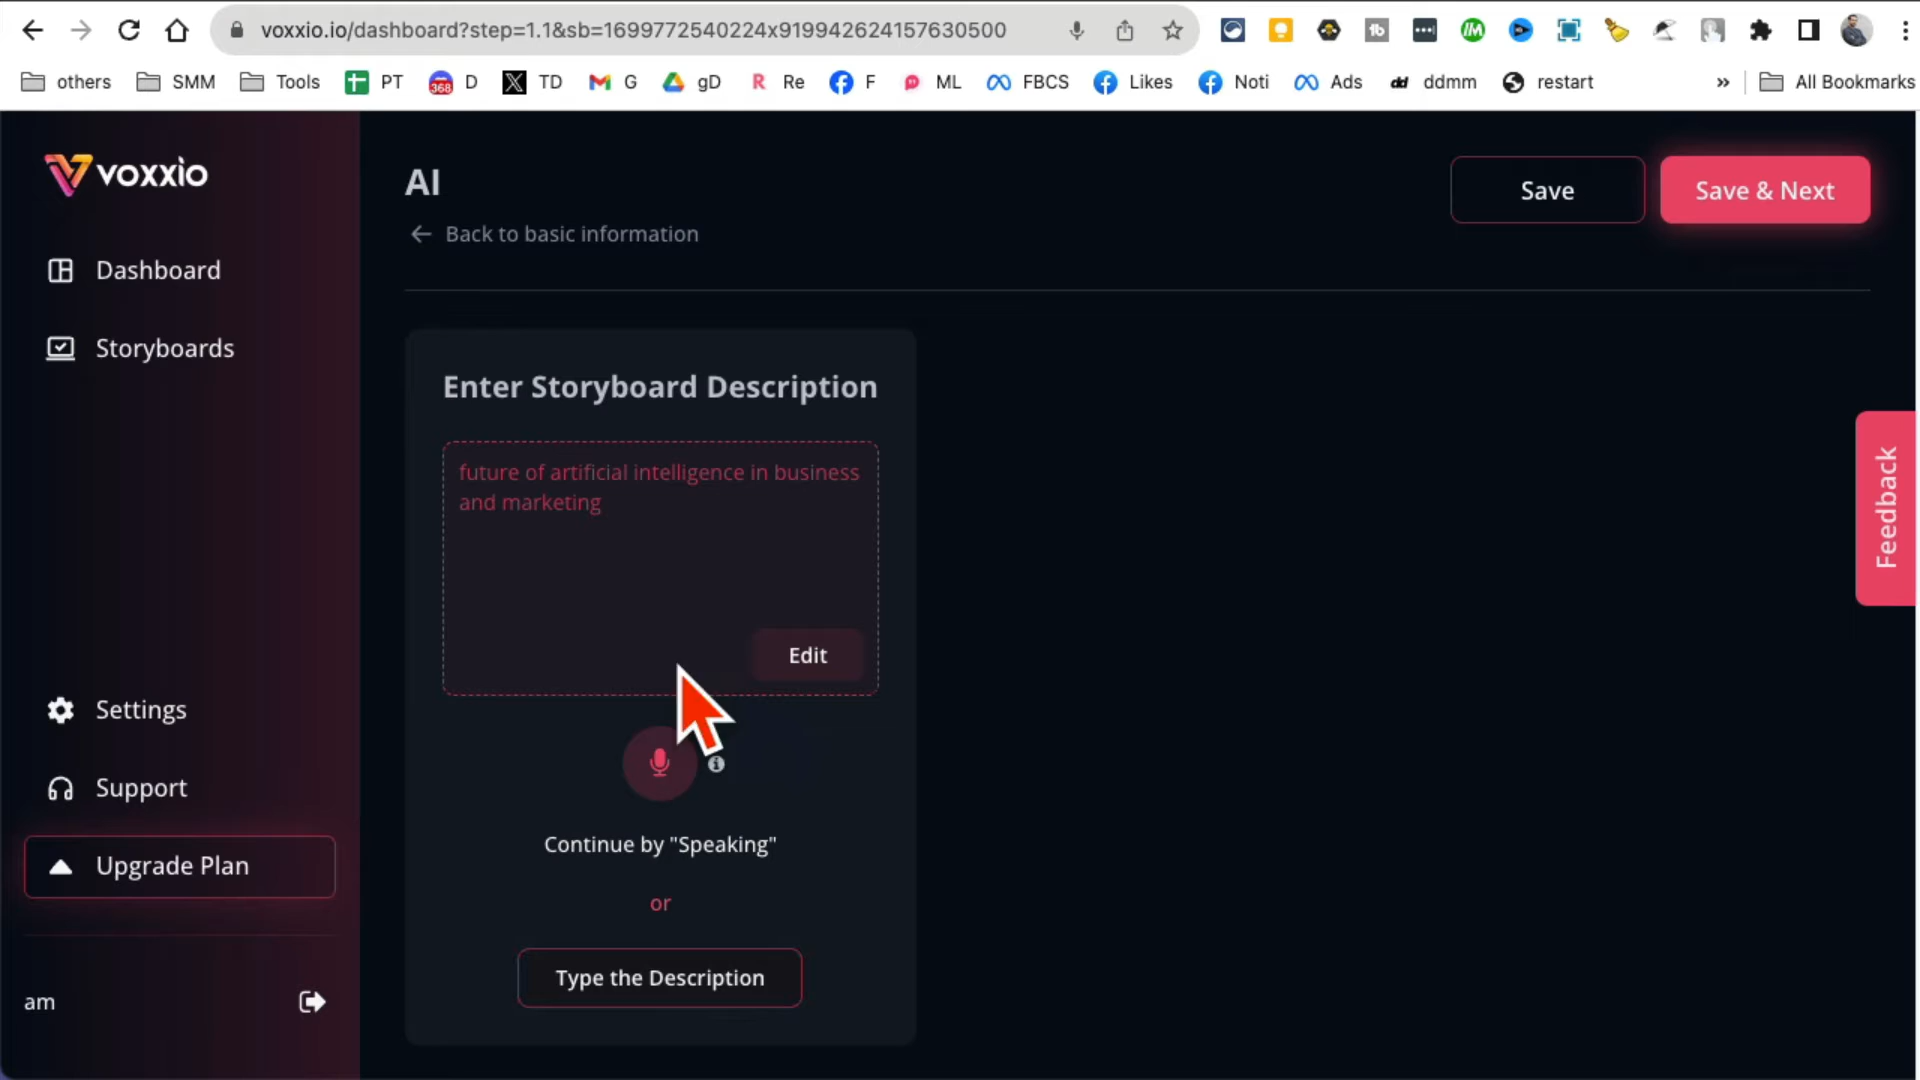 voxxio.io/dashboard?step=1.1&sb=1699772540224x919942624157630500
others SMM Tools PT 368 D TD G gD R Re F ML FBCS Likes Noti Ads dd ddmm restart » All Bookmarks
voxxio
Dashboard
Storyboards
Settings
Support
Upgrade Plan
am
AI
Back to basic information
Save
Save & Next
Enter Storyboard Description
future of artificial intelligence in business
and marketing
Edit
Continue by "Speaking"
or
Type the Description
Feedback